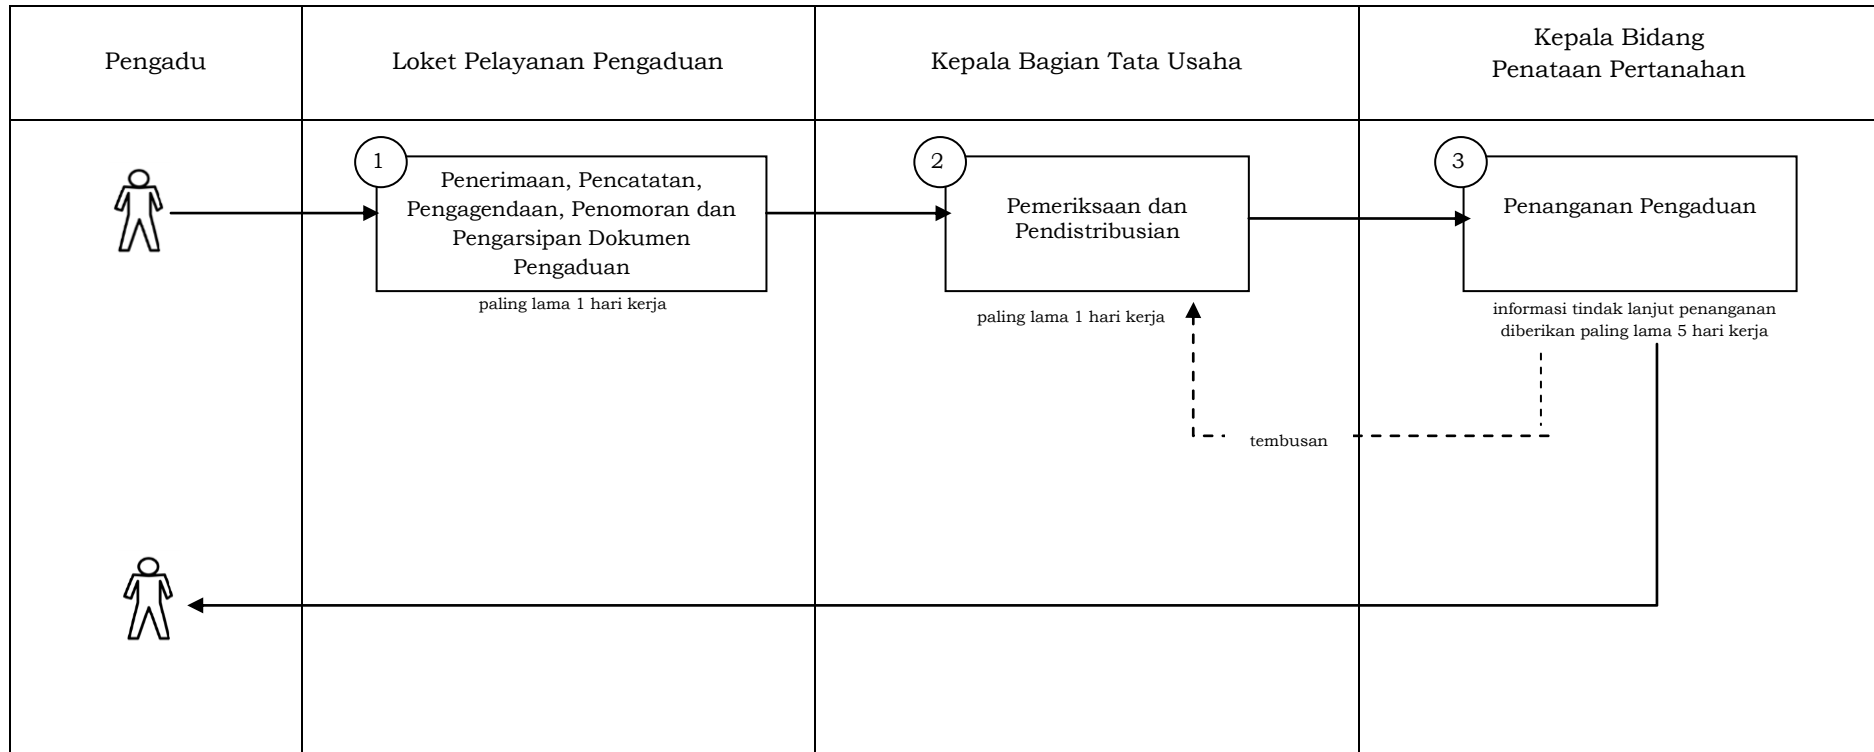 Pengadu
Loket Pelayanan Pengaduan
Kepala Bagian Tata Usaha
Kepala Bidang
Penataan Pertanahan
1
Penerimaan, Pencatatan,
Pengagendaan, Penomoran dan
Pengarsipan Dokumen
Pengaduan
paling lama 1 hari kerja
2
Pemeriksaan dan
Pendistribusian
paling lama 1 hari kerja
3
Penanganan Pengaduan
informasi tindak lanjut penanganan
diberikan paling lama 5 hari kerja
tembusan